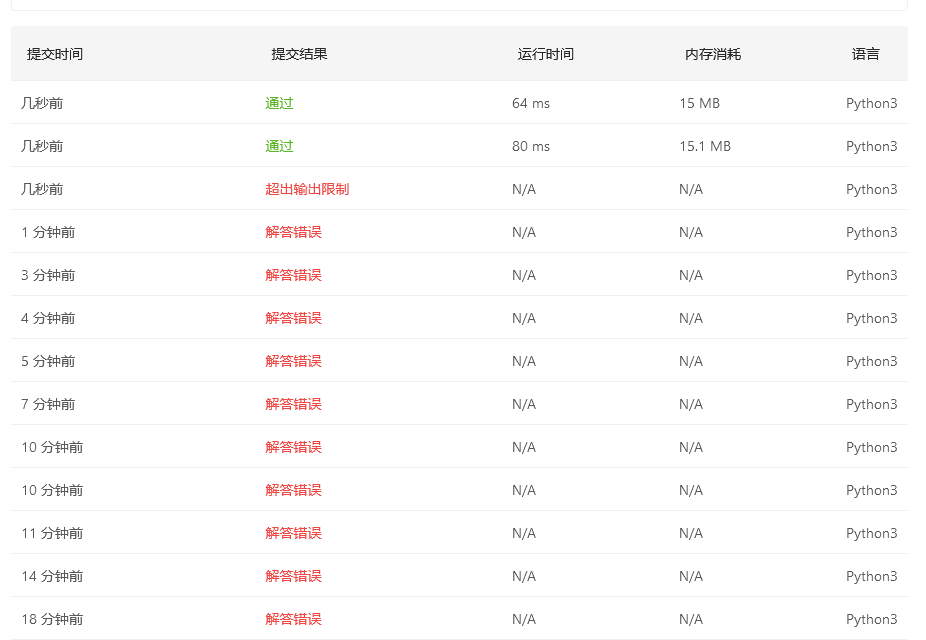 提交时间 提交结果 运行时间 内存消耗 语言
几秒前 通过 64 ms 15 MB Python3
几秒前 通过 80 ms 15.1 MB Python3
几秒前 超出输出限制 N/A N/A Python3
1 分钟前 解答错误 N/A N/A Python3
3 分钟前 解答错误 N/A N/A Python3
4 分钟前 解答错误 N/A N/A Python3
5 分钟前 解答错误 N/A N/A Python3
7 分钟前 解答错误 N/A N/A Python3
10 分钟前 解答错误 N/A N/A Python3
10 分钟前 解答错误 N/A N/A Python3
11 分钟前 解答错误 N/A N/A Python3
14 分钟前 解答错误 N/A N/A Python3
18 分钟前 解答错误 N/A N/A Python3